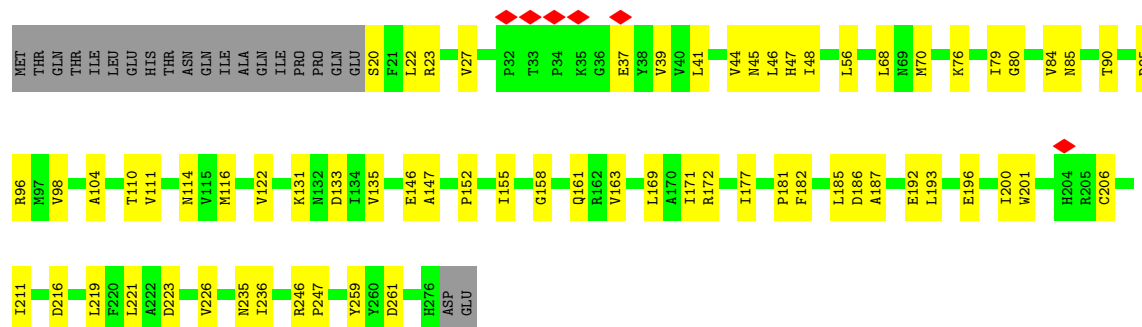 MET THR GLN THR ILE LEU GLU HIS THR ASN GLN ILE ALA GLN ILE PRO PRO GLN GLU S20 F21 L22 R23 V27 P32 T33 P34 K35 G36 E37 Y38 V39 V40 L41 V44 N45 L46 H47 I48 L56 L68 N69 M70 K76 I79 G80 V84 N85 T90
R96 M97 V98 A104 T110 V111 N114 V115 M116 V122 K131 N132 D133 I134 V135 E146 A147 P152 I155 G158 Q161 R162 V163 L169 A170 I171 R172 I177 P181 F182 L185 D186 A187 E192 L193 E196 I200 W201 H204 R205 C206
I211 D216 L219 F220 L221 A222 D223 V226 N235 I236 R246 P247 Y259 Y260 D261 H276 ASP GLU